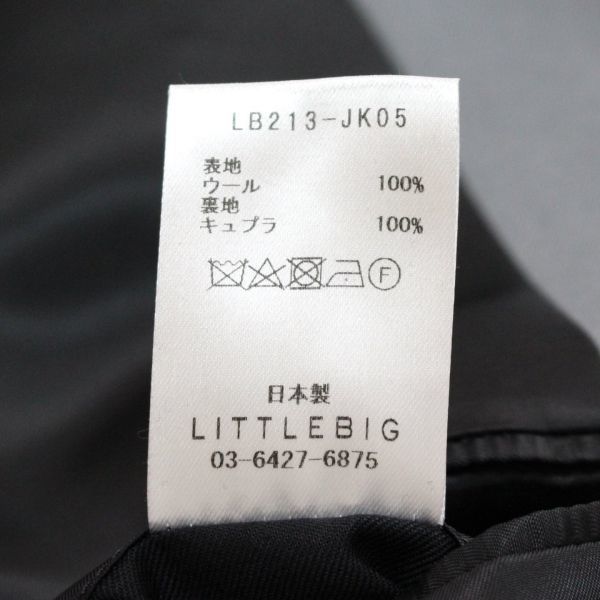 LB213-JK05
表地
ウール 100%
裏地
キュプラ 100%
F
日本製
LITTLEBIG
03-6427-6875